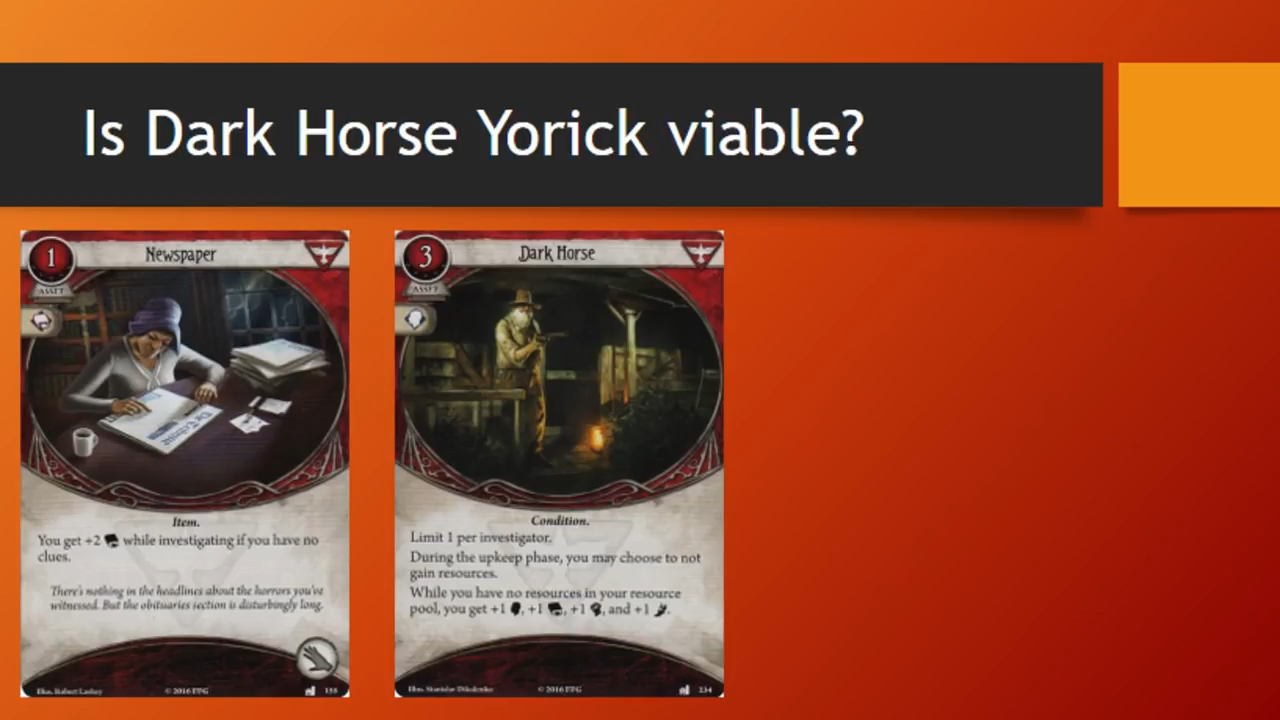 Is Dark Horse Yorick viable?
1
Newspaper
ASSET
Item.
You get +2 while investigating if you have no
clues.
There's nothing in the headlines about the horrors you've
witnessed. But the obituaries section is disturbingly long.
Illus. Robert Laskey
© 2016 FFG
3
Dark Horse
ASSET
Condition.
Limit 1 per investigator.
During the upkeep phase, you may choose to not
gain resources.
While you have no resources in your resource
pool, you get +1 , +1 , +1 , and +1 .
© 2016 FFG
234